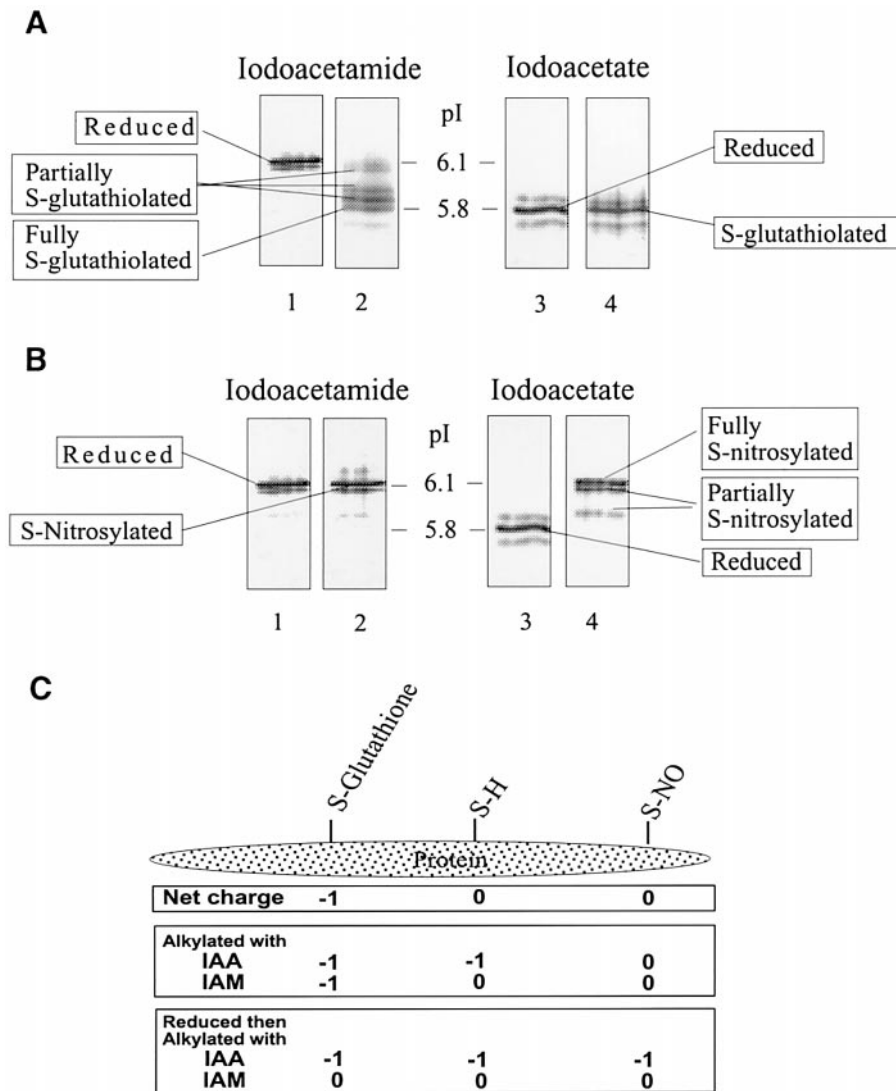 A
Iodoacetamide
Iodoacetate
pI
Reduced
Partially
S-glutathiolated
Fully
S-glutathiolated
6.1
5.8
Reduced
S-glutathiolated
1 2 3 4
B
Iodoacetamide
Iodoacetate
pI
Reduced
S-Nitrosylated
6.1
5.8
Fully
S-nitrosylated
Partially
S-nitrosylated
Reduced
1 2 3 4
C
S-Glutathione
S-H
S-NO
Protein
Net charge -1 0 0
Alkylated with
IAA -1 -1 0
IAM -1 0 0
Reduced then
Alkylated with
IAA -1 -1 -1
IAM 0 0 0